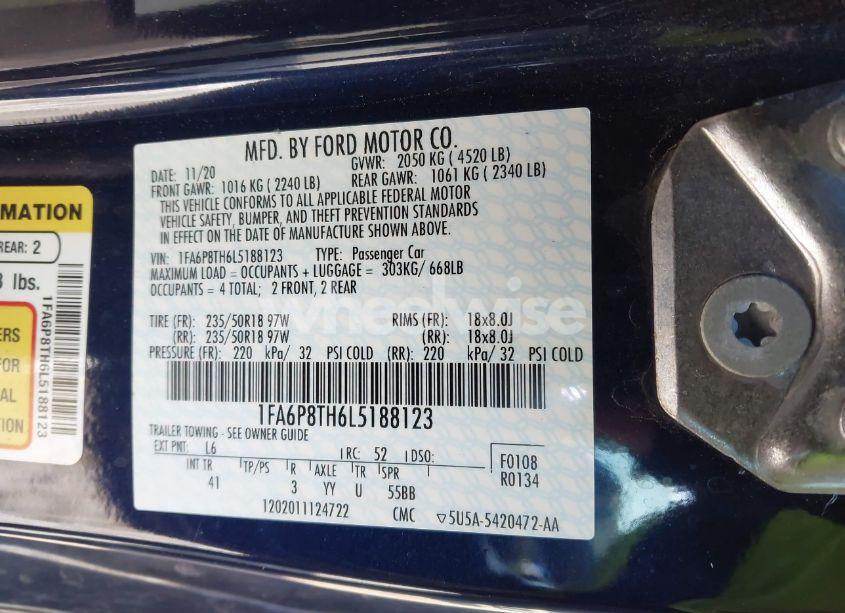 MFD. BY FORD MOTOR CO.
DATE: 11/20 GVWR: 2050 KG ( 4520 LB)
FRONT GAWR: 1016 KG ( 2240 LB) REAR GAWR: 1061 KG ( 2340 LB)
THIS VEHICLE CONFORMS TO ALL APPLICABLE FEDERAL MOTOR
VEHICLE SAFETY, BUMPER, AND THEFT PREVENTION STANDARDS
IN EFFECT ON THE DATE OF MANUFACTURE SHOWN ABOVE.
VIN: 1FA6P8TH6L5188123 TYPE: Passenger Car
MAXIMUM LOAD = OCCUPANTS + LUGGAGE = 303KG/ 668LB
OCCUPANTS = 4 TOTAL; 2 FRONT, 2 REAR
wheelwise
TIRE (FR): 235/50R18 97W RIMS (FR): 18x8.0J
(RR): 235/50R18 97W (RR): 18x8.0J
PRESSURE (FR): 220 kPa/ 32 PSI COLD (RR): 220 kPa/ 32 PSI COLD
1FA6P8TH6L5188123
TRAILER TOWING - SEE OWNER GUIDE
EXT PNT: L6 RC: 52 DSO:
INT TR TP/PS R AXLE TR SPR
41 3 YY U 55BB
F0108
R0134
1202011124722 CMC ▽5U5A-5420472-AA
RMATION
REAR: 2
3 lbs.
ERS
FOR
AL
TION
1FA6P8TH6L5188123